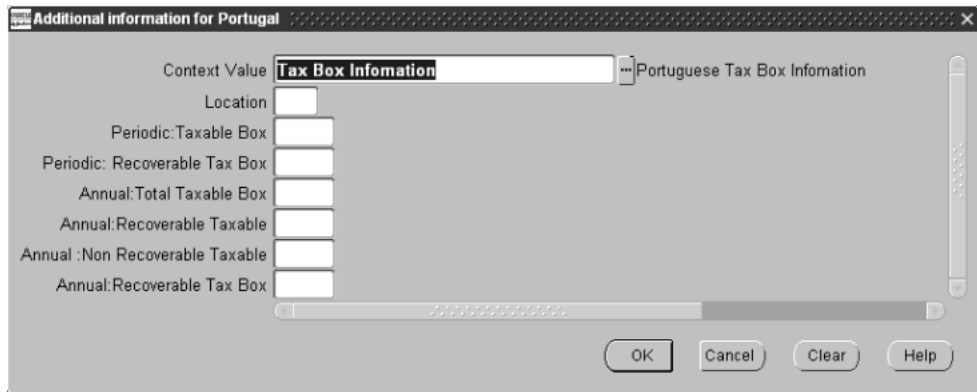 Additional information for Portugal
Context Value Tax Box Infomation ... Portuguese Tax Box Infomation
Location
Periodic:Taxable Box
Periodic: Recoverable Tax Box
Annual:Total Taxable Box
Annual:Recoverable Taxable
Annual :Non Recoverable Taxable
Annual:Recoverable Tax Box
OK Cancel Clear Help